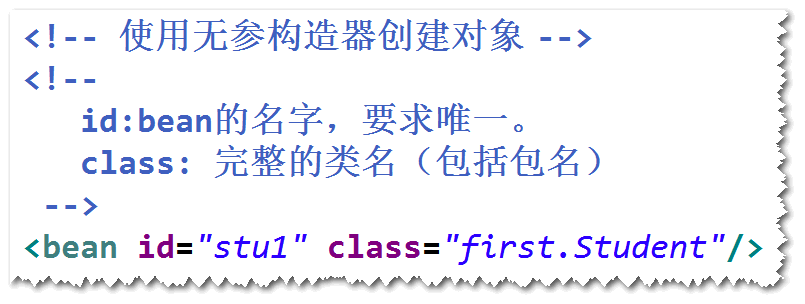 <!-- 使用无参构造器创建对象 -->
<!--
id:bean的名字，要求唯一。
class: 完整的类名（包括包名）
-->
<bean id="stu1" class="first.Student"/>